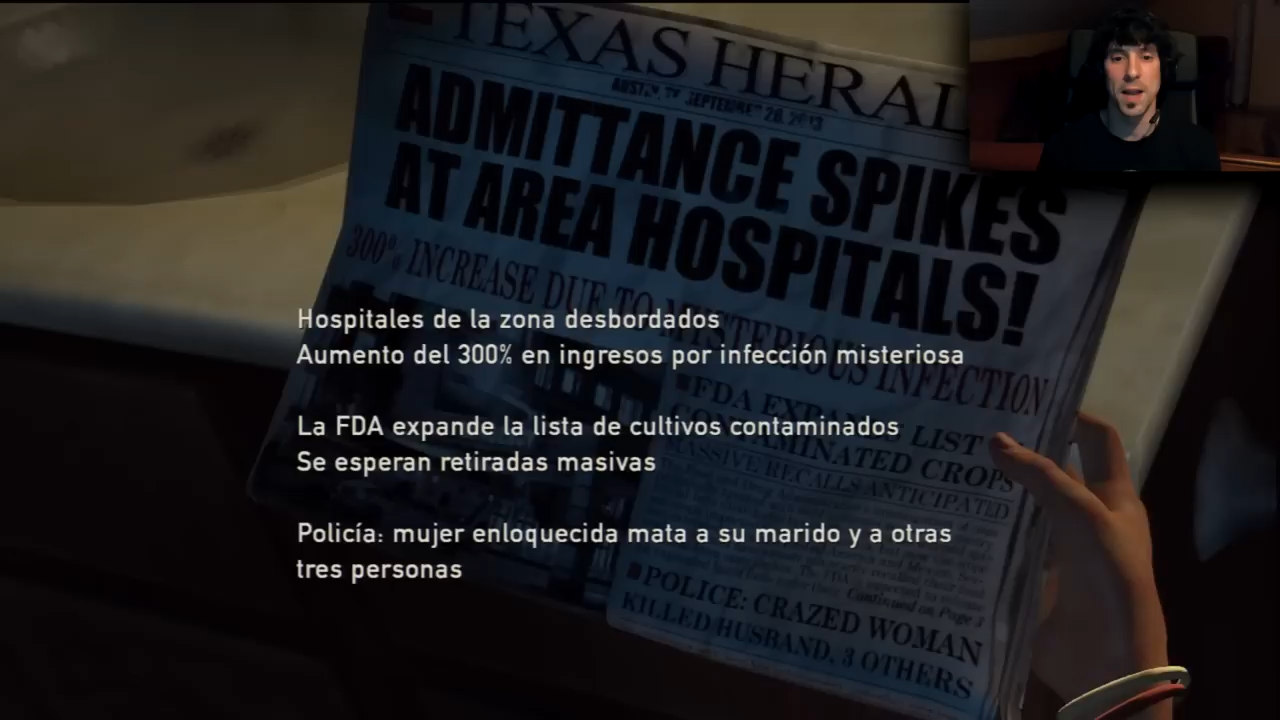 TEXAS HERAL
AUSTIN, TX SEPTEMBER 26, 2013
ADMITTANCE SPIKES
AT AREA HOSPITALS!
300% INCREASE DUE TO MYSTERIOUS INFECTION
FDA EXPANDS LIST OF
CONTAMINATED CROPS
MASSIVE RECALLS ANTICIPATED
Continued on Page 3
POLICE: CRAZED WOMAN
KILLED HUSBAND, 3 OTHERS
Hospitales de la zona desbordados
Aumento del 300% en ingresos por infección misteriosa
La FDA expande la lista de cultivos contaminados
Se esperan retiradas masivas
Policía: mujer enloquecida mata a su marido y a otras
tres personas